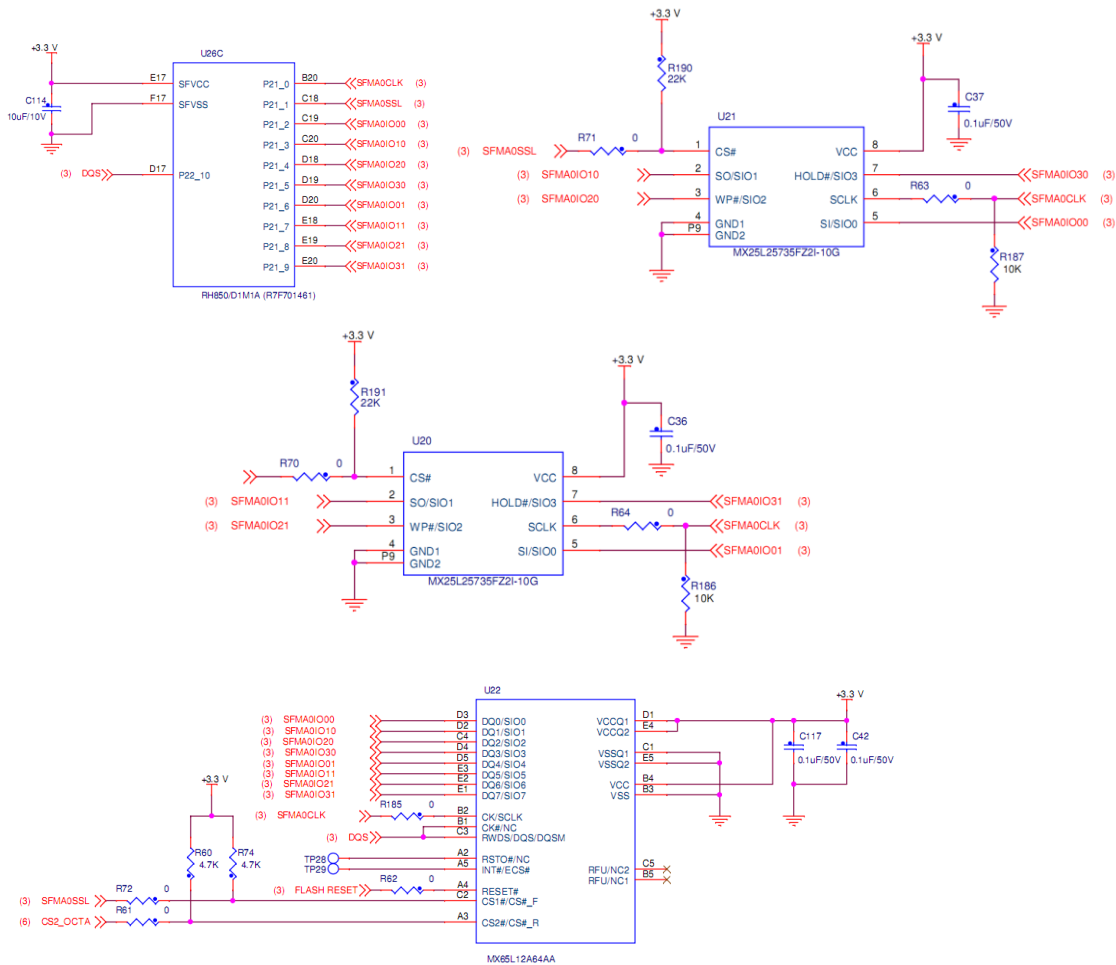 +3.3 V
C114
10uF/10V
U26C
E17 SFVCC
F17 SFVSS
(3) DQS D17 P22_10
P21_0 B20 SFMA0CLK (3)
P21_1 C18 SFMA0SSL (3)
P21_2 C19 SFMA0IO00 (3)
P21_3 C20 SFMA0IO10 (3)
P21_4 D18 SFMA0IO20 (3)
P21_5 D19 SFMA0IO30 (3)
P21_6 D20 SFMA0IO01 (3)
P21_7 E18 SFMA0IO11 (3)
P21_8 E19 SFMA0IO21 (3)
P21_9 E20 SFMA0IO31 (3)
RH850/D1M1A (R7F701461)
+3.3 V
R190
22K
+3.3 V
C37
0.1uF/50V
U21
(3) SFMA0SSL R71 0 1 CS#
(3) SFMA0IO10 2 SO/SIO1
(3) SFMA0IO20 3 WP#/SIO2
4 GND1
P9 GND2
VCC 8
HOLD#/SIO3 7 SFMA0IO30 (3)
SCLK 6 R63 0 SFMA0CLK (3)
SI/SIO0 5 SFMA0IO00 (3)
MX25L25735FZ2I-10G
R187
10K
+3.3 V
R191
22K
+3.3 V
C36
0.1uF/50V
U20
R70 0 1 CS#
(3) SFMA0IO11 2 SO/SIO1
(3) SFMA0IO21 3 WP#/SIO2
4 GND1
P9 GND2
VCC 8
HOLD#/SIO3 7 SFMA0IO31 (3)
SCLK 6 R64 0 SFMA0CLK (3)
SI/SIO0 5 SFMA0IO01 (3)
MX25L25735FZ2I-10G
R186
10K
U22
(3) SFMA0IO00 D3 DQ0/SIO0
(3) SFMA0IO10 D2 DQ1/SIO1
(3) SFMA0IO20 C4 DQ2/SIO2
(3) SFMA0IO30 D4 DQ3/SIO3
(3) SFMA0IO01 D5 DQ4/SIO4
(3) SFMA0IO11 E3 DQ5/SIO5
(3) SFMA0IO21 E2 DQ6/SIO6
(3) SFMA0IO31 E1 DQ7/SIO7
(3) SFMA0CLK R185 0 B2 CK/SCLK
B1 CK#/NC
(3) DQS C3 RWDS/DQS/DQSM
TP28 A2 RSTO#/NC
TP29 A5 INT#/ECS#
(3) FLASH RESET R62 0 A4 RESET#
(3) SFMA0SSL R72 0 C2 CS1#/CS#_F
(6) CS2_OCTA R61 0 A3 CS2#/CS#_R
+3.3 V
R60
4.7K
R74
4.7K
VCCQ1 D1
VCCQ2 E4
VSSQ1 C1
VSSQ2 E5
VCC B4
VSS B3
RFU/NC2 C5
RFU/NC1 B5
+3.3 V
C117
0.1uF/50V
C42
0.1uF/50V
MX65L12A64AA